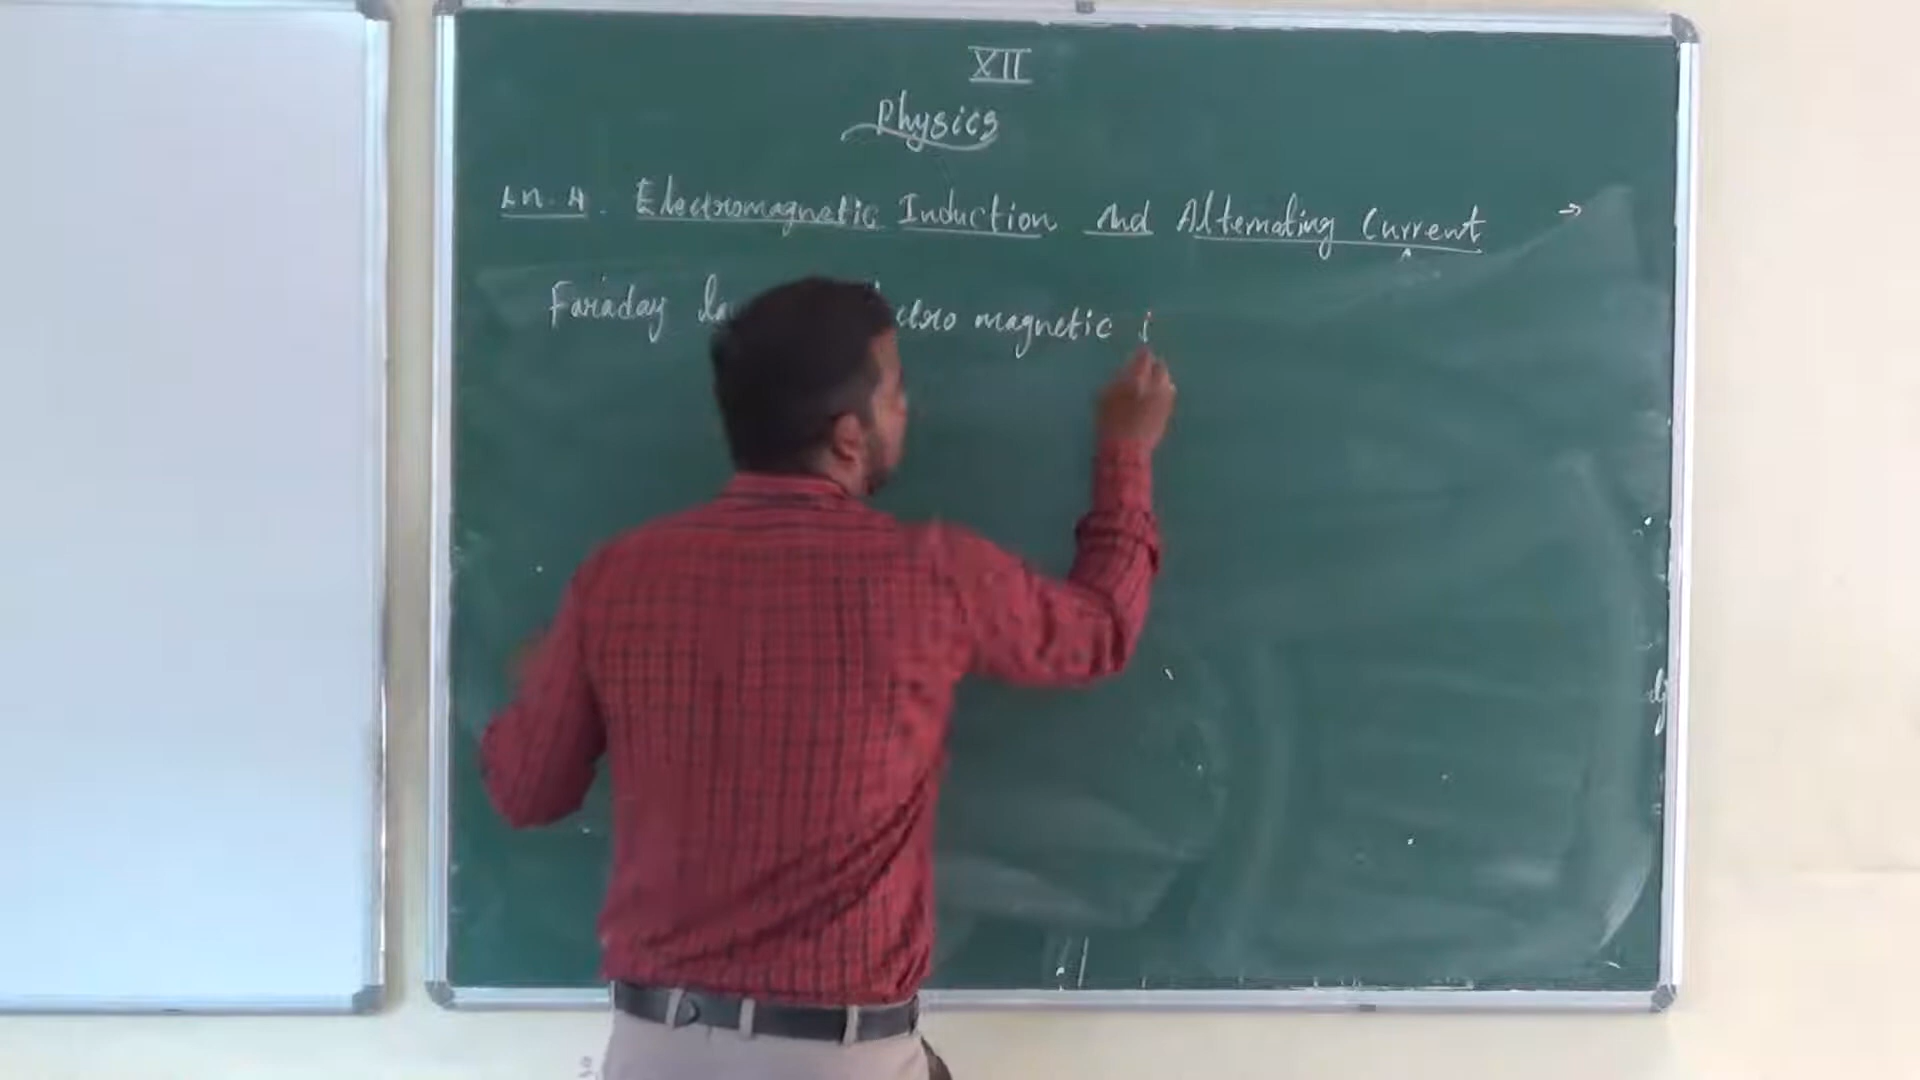 XII
Physics
Ln. 4. Electromagnetic Induction And Alternating Current →
Faraday magnetic i